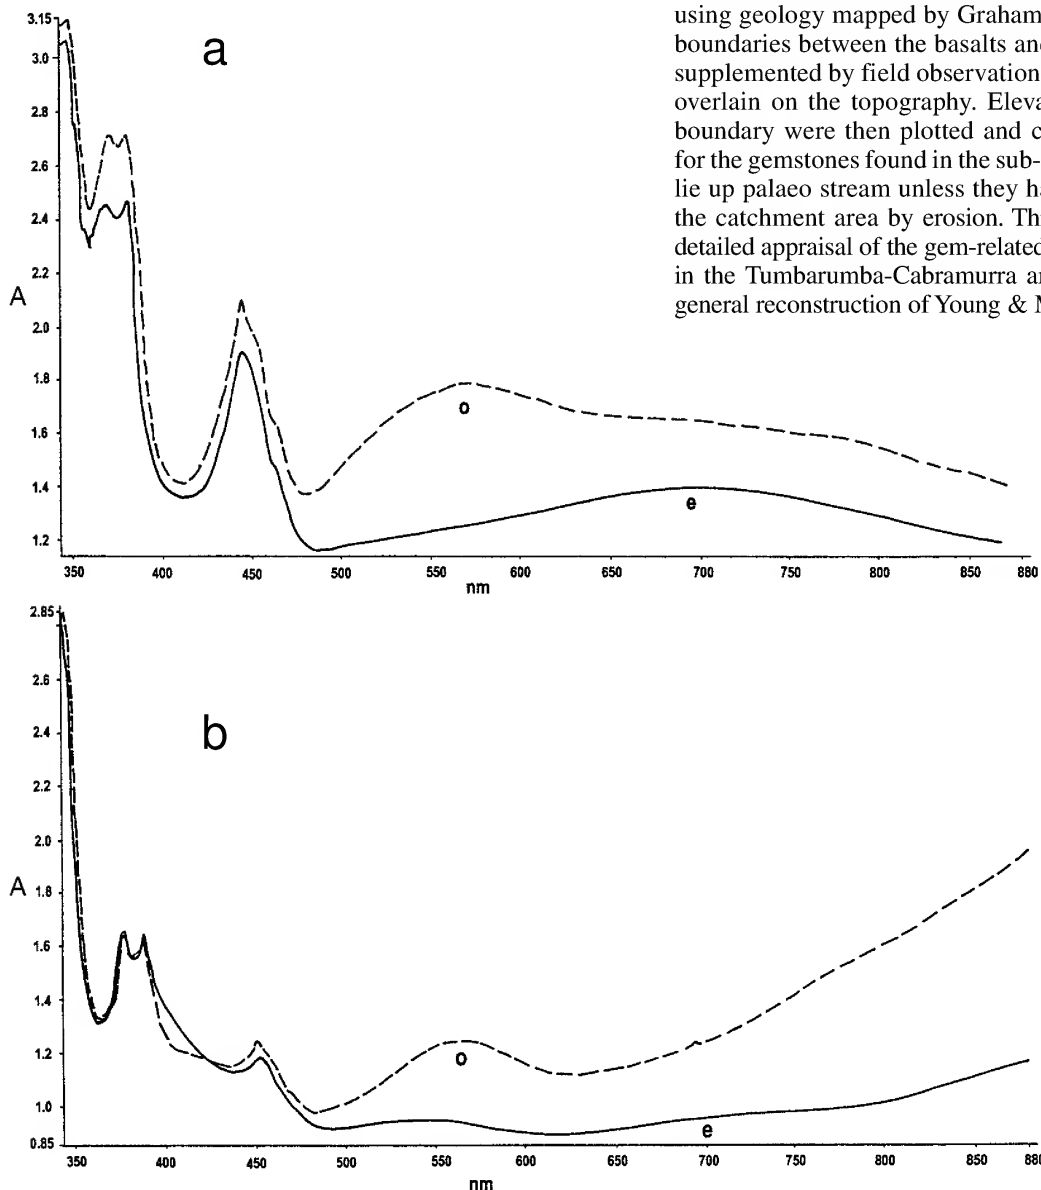 using geology mapped by Graham
boundaries between the basalts and
supplemented by field observation
overlain on the topography. Eleva
boundary were then plotted and c
for the gemstones found in the sub-
lie up palaeo stream unless they ha
the catchment area by erosion. Th
detailed appraisal of the gem-related
in the Tumbarumba-Cabramurra ar
general reconstruction of Young & M
a
3.15
3.0
2.8
2.6
2.4
2.2
A
2.0
1.8
1.6
1.4
1.2
o
e
350 400 450 500 550 600 650 700 750 800 850 880
nm
b
2.85
2.6
2.4
2.2
2.0
A
1.8
1.6
1.4
1.2
1.0
0.85
o
e
350 400 450 500 550 600 650 700 750 800 850 880
nm